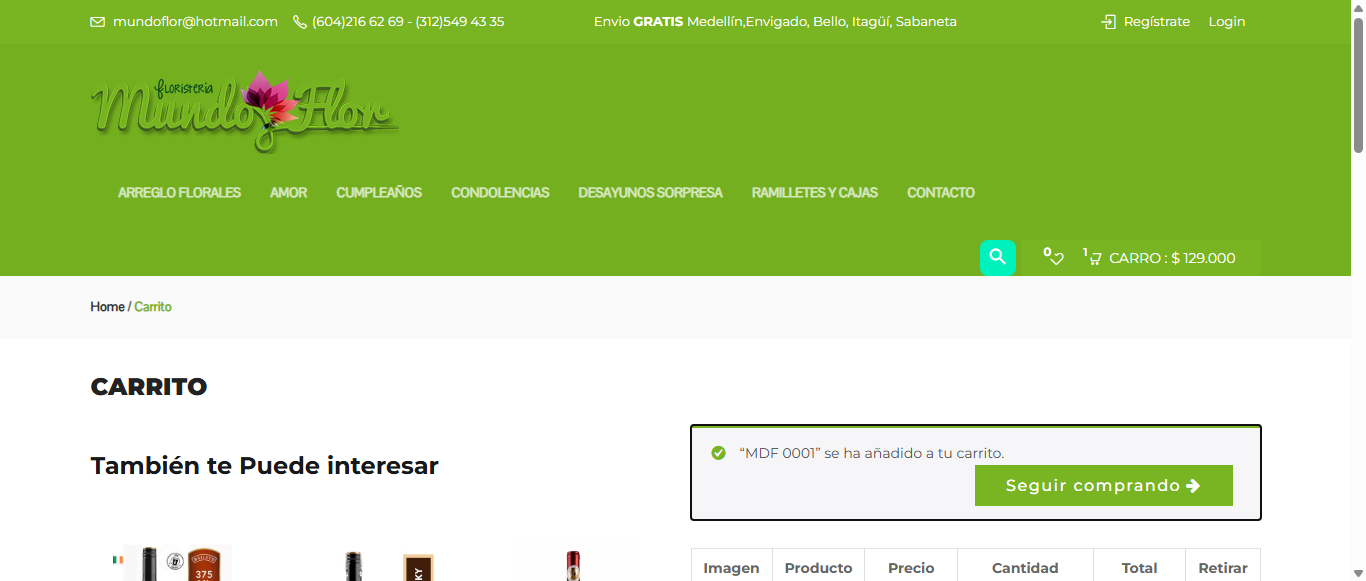 mundoflor@hotmail.com (604)216 62 69 - (312)549 43 35 Envio GRATIS Medellín,Envigado, Bello, Itagüí, Sabaneta Regístrate Login
floristeria
Mundo Flor
ARREGLO FLORALES AMOR CUMPLEAÑOS CONDOLENCIAS DESAYUNOS SORPRESA RAMILLETES Y CAJAS CONTACTO
0 1 CARRO : $ 129.000
Home / Carrito
CARRITO
También te Puede interesar
“MDF 0001” se ha añadido a tu carrito.
Seguir comprando
BAILEYS
375
KY
Imagen Producto Precio Cantidad Total Retirar